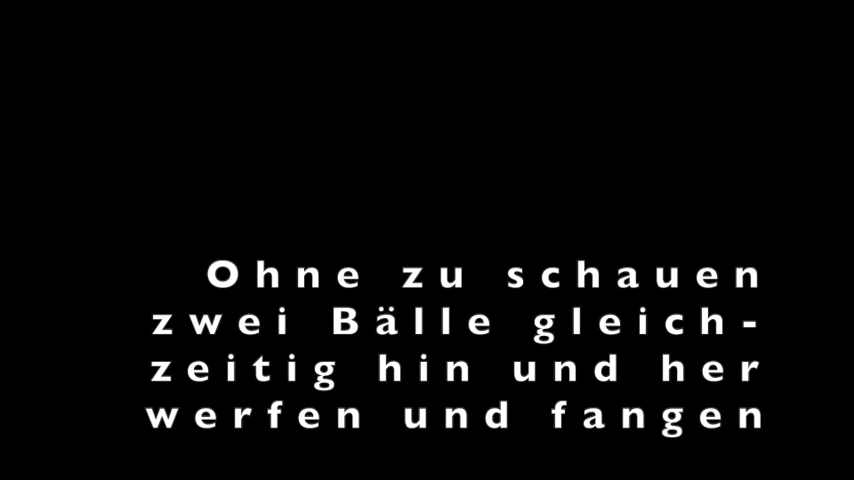 Ohne zu schauen
zwei Bälle gleich-
zeitig hin und her
werfen und fangen